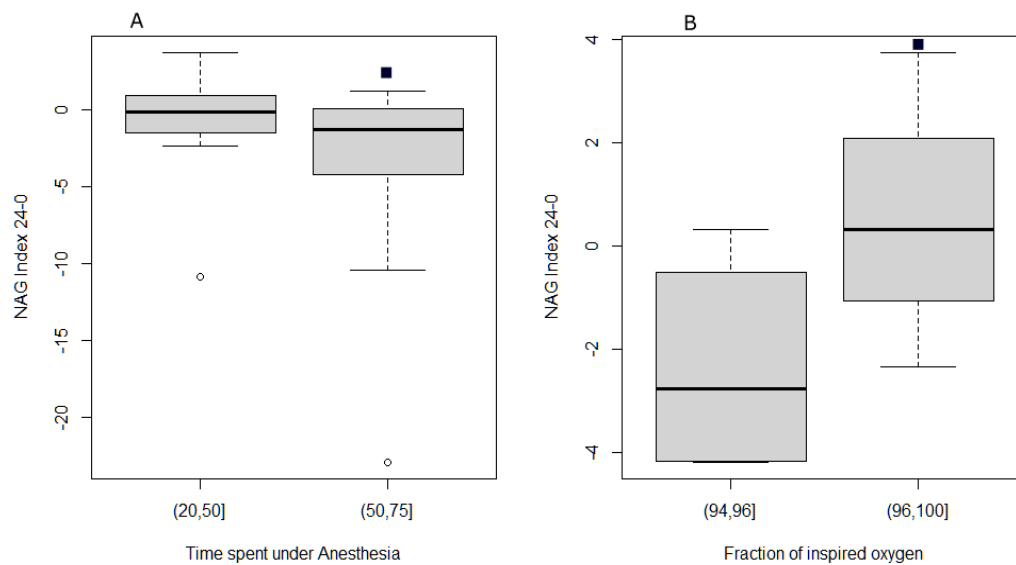 A
NAG Index 24-0
0
-5
-10
-15
-20
(20,50]
(50,75]
Time spent under Anesthesia
B
NAG Index 24-0
4
2
0
-2
-4
(94,96]
(96,100]
Fraction of inspired oxygen